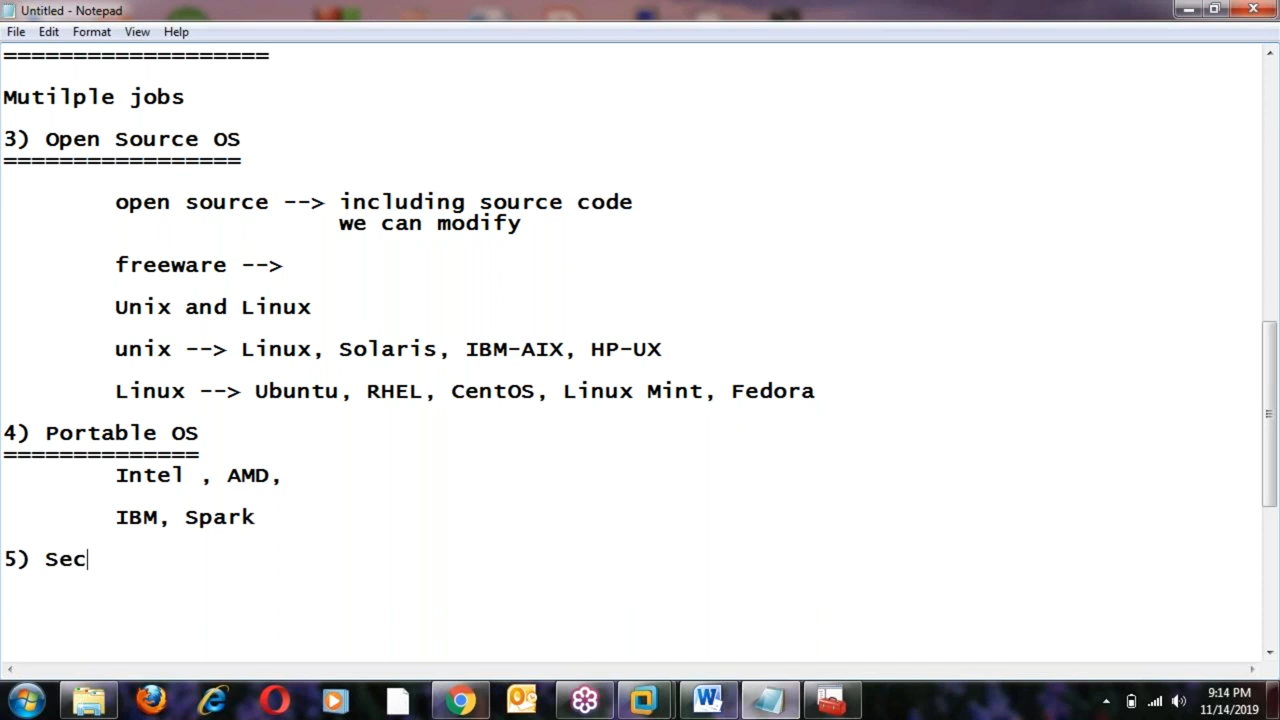 Untitled - Notepad
File Edit Format View Help
===================
Mutilple jobs
3) Open Source OS
=================
open source --> including source code
we can modify
freeware -->
Unix and Linux
unix --> Linux, Solaris, IBM-AIX, HP-UX
Linux --> Ubuntu, RHEL, CentOS, Linux Mint, Fedora
4) Portable OS
==============
Intel , AMD,
IBM, Spark
5) Sec
9:14 PM
11/14/2019